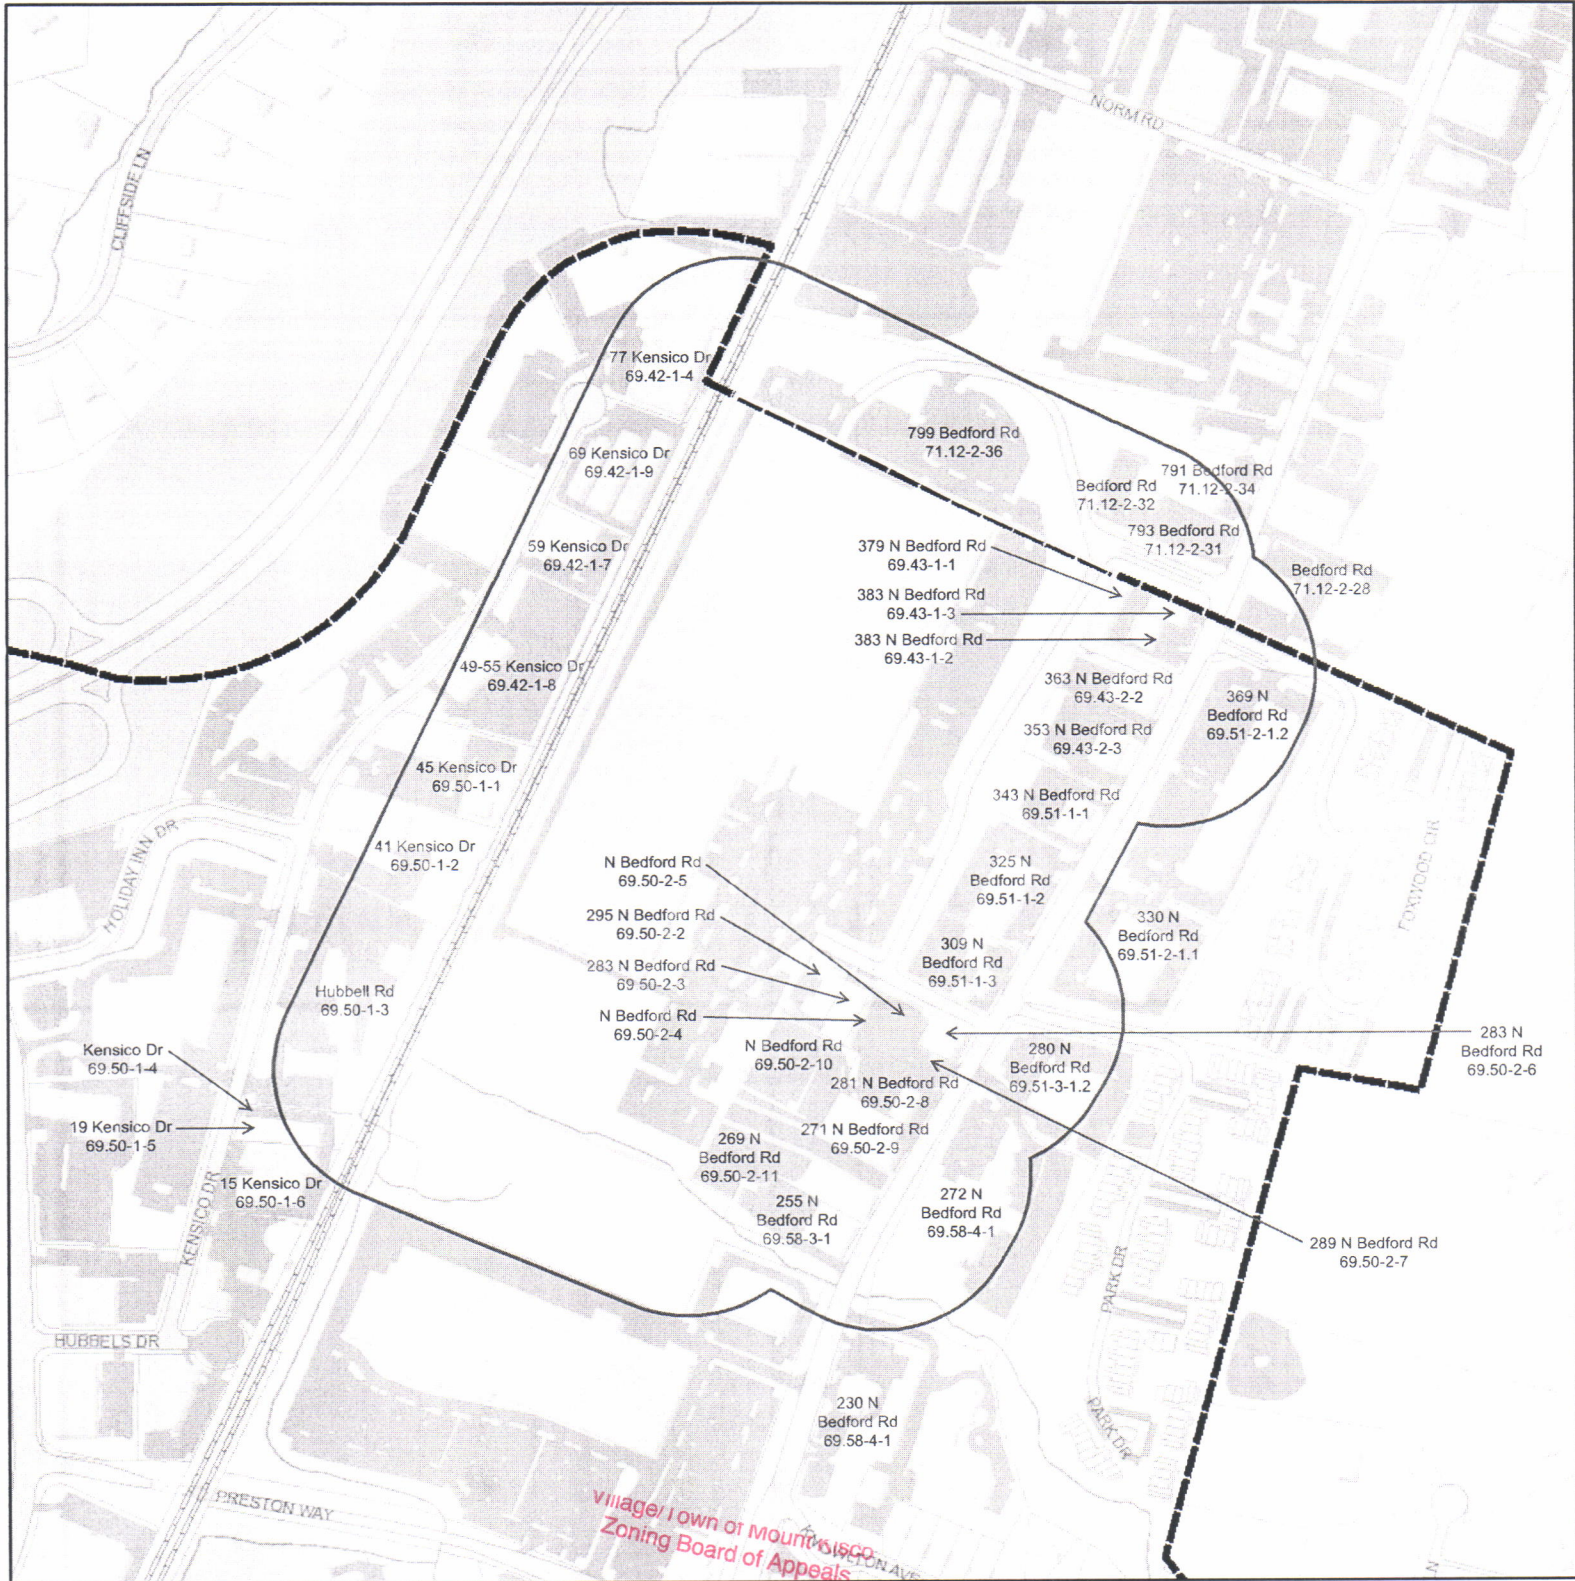 NORM RD
CLIFFSIDE LN
77 Kensico Dr
69.42-1-4
799 Bedford Rd
71.12-2-36
69 Kensico Dr
69.42-1-9
791 Bedford Rd
71.12-2-34
Bedford Rd
71.12-2-32
793 Bedford Rd
71.12-2-31
59 Kensico Dr
69.42-1-7
379 N Bedford Rd
69.43-1-1
Bedford Rd
71.12-2-28
383 N Bedford Rd
69.43-1-3
383 N Bedford Rd
69.43-1-2
49-55 Kensico Dr
69.42-1-8
363 N Bedford Rd
69.43-2-2
369 N
Bedford Rd
69.51-2-1.2
353 N Bedford Rd
69.43-2-3
45 Kensico Dr
69.50-1-1
343 N Bedford Rd
69.51-1-1
HOLIDAY INN DR
41 Kensico Dr
69.50-1-2
FOXWOOD CIR
N Bedford Rd
69.50-2-5
325 N
Bedford Rd
69.51-1-2
295 N Bedford Rd
69.50-2-2
330 N
Bedford Rd
69.51-2-1.1
309 N
Bedford Rd
69.51-1-3
283 N Bedford Rd
69.50-2-3
Hubbell Rd
69.50-1-3
N Bedford Rd
69.50-2-4
283 N
Bedford Rd
69.50-2-6
Kensico Dr
69.50-1-4
N Bedford Rd
69.50-2-10
280 N
Bedford Rd
69.51-3-1.2
281 N Bedford Rd
69.50-2-8
19 Kensico Dr
69.50-1-5
271 N Bedford Rd
69.50-2-9
269 N
Bedford Rd
69.50-2-11
15 Kensico Dr
69.50-1-6
KENSICO DR
255 N
Bedford Rd
69.58-3-1
272 N
Bedford Rd
69.58-4-1
289 N Bedford Rd
69.50-2-7
PARK DR
HUBBELS DR
230 N
Bedford Rd
69.58-4-1
PARK DR
PRESTON WAY
Village/Town of Mount Kisco
Zoning Board of Appeals
KNOWLTON AVE
LN